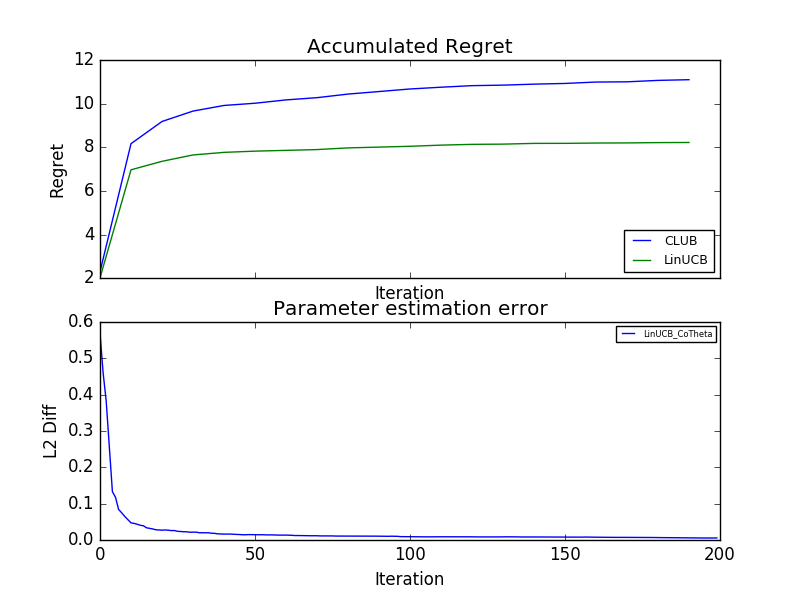 Accumulated Regret
12
10
8
6
4
2
Regret
CLUB
LinUCB
Iteration
Parameter estimation error
0.6
0.5
0.4
0.3
0.2
0.1
0.0
L2 Diff
LinUCB_CoTheta
0 50 100 150 200
Iteration